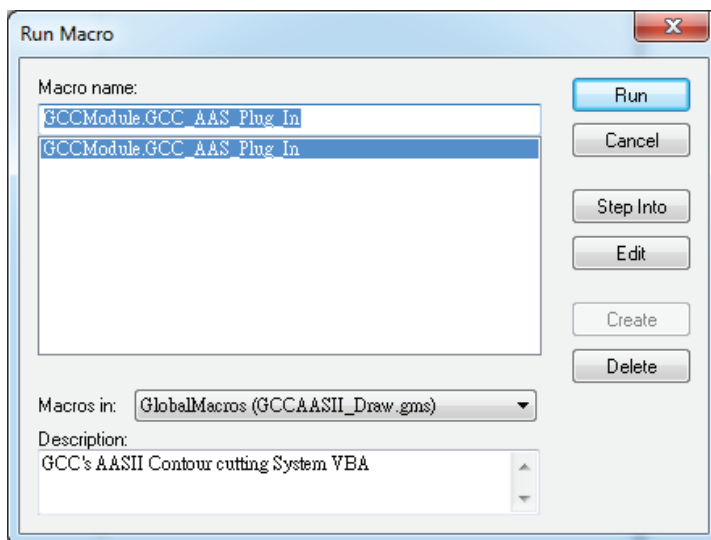 Run Macro
Macro name:
GCCModule.GCC_AAS_Plug_In
GCCModule.GCC_AAS_Plug_In
Run
Cancel
Step Into
Edit
Create
Delete
Macros in: GlobalMacros (GCCAASII_Draw.gms)
Description:
GCC's AASII Contour cutting System VBA